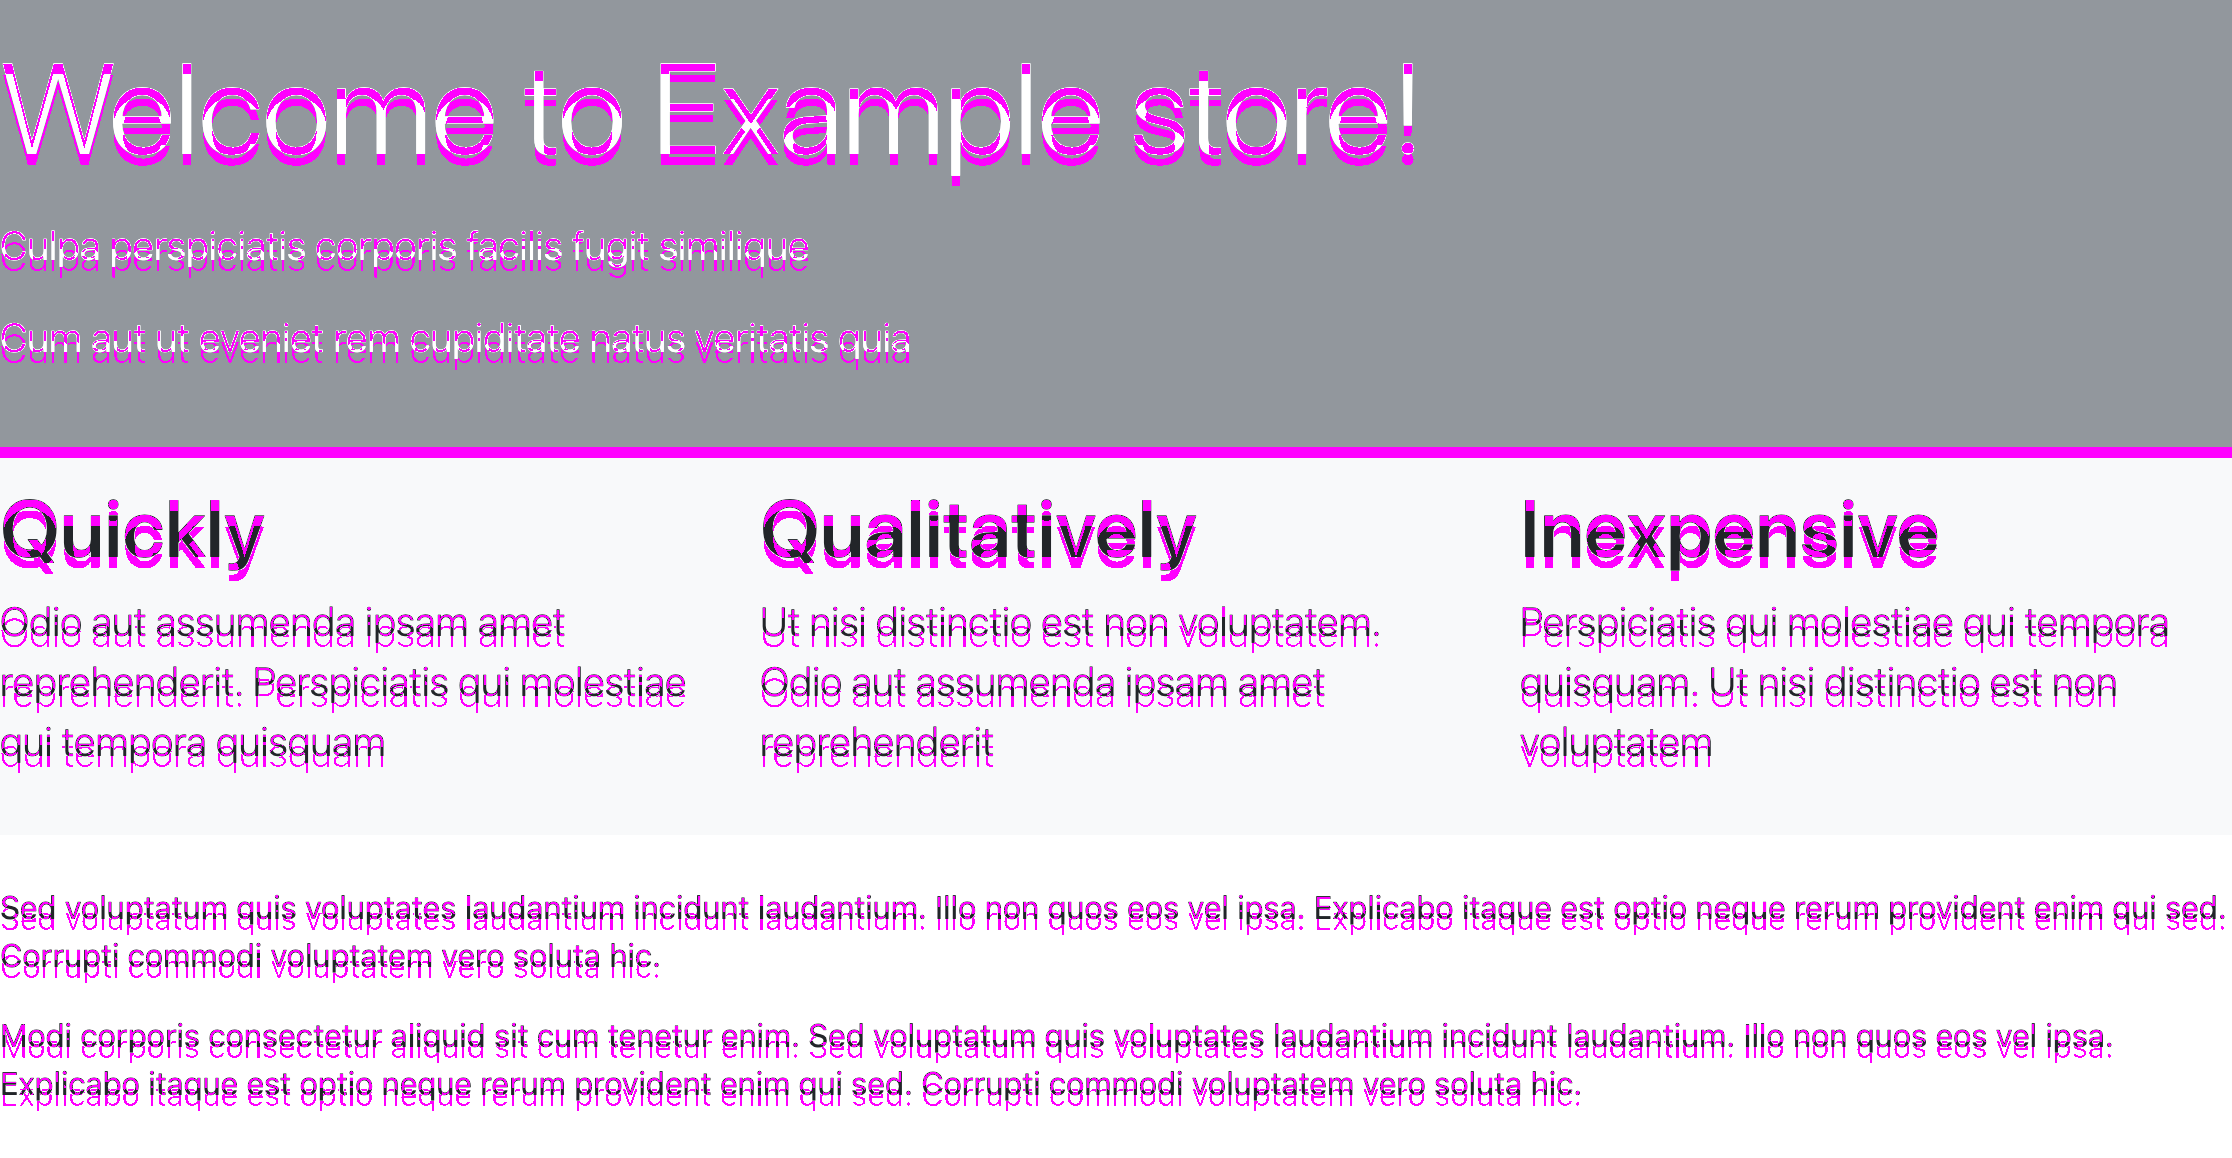 Welcome to Example store!
Culpa perspiciatis corporis facilis fugit similique
Cum aut ut eveniet rem cupiditate natus veritatis quia
Quickly
Odio aut assumenda ipsam amet
reprehenderit. Perspiciatis qui molestiae
qui tempora quisquam
Qualitatively
Ut nisi distinctio est non voluptatem.
Odio aut assumenda ipsam amet
reprehenderit
Inexpensive
Perspiciatis qui molestiae qui tempora
quisquam. Ut nisi distinctio est non
voluptatem
Sed voluptatum quis voluptates laudantium incidunt laudantium. Illo non quos eos vel ipsa. Explicabo itaque est optio neque rerum provident enim qui sed.
Corrupti commodi voluptatem vero soluta hic.
Modi corporis consectetur aliquid sit cum tenetur enim. Sed voluptatum quis voluptates laudantium incidunt laudantium. Illo non quos eos vel ipsa.
Explicabo itaque est optio neque rerum provident enim qui sed. Corrupti commodi voluptatem vero soluta hic.